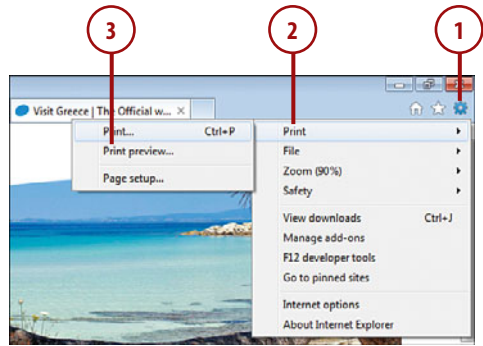 3 2 1
Visit Greece | The Official w... ×
Print... Ctrl+P
Print preview...
Page setup...
Print
File
Zoom (90%)
Safety
View downloads Ctrl+J
Manage add-ons
F12 developer tools
Go to pinned sites
Internet options
About Internet Explorer